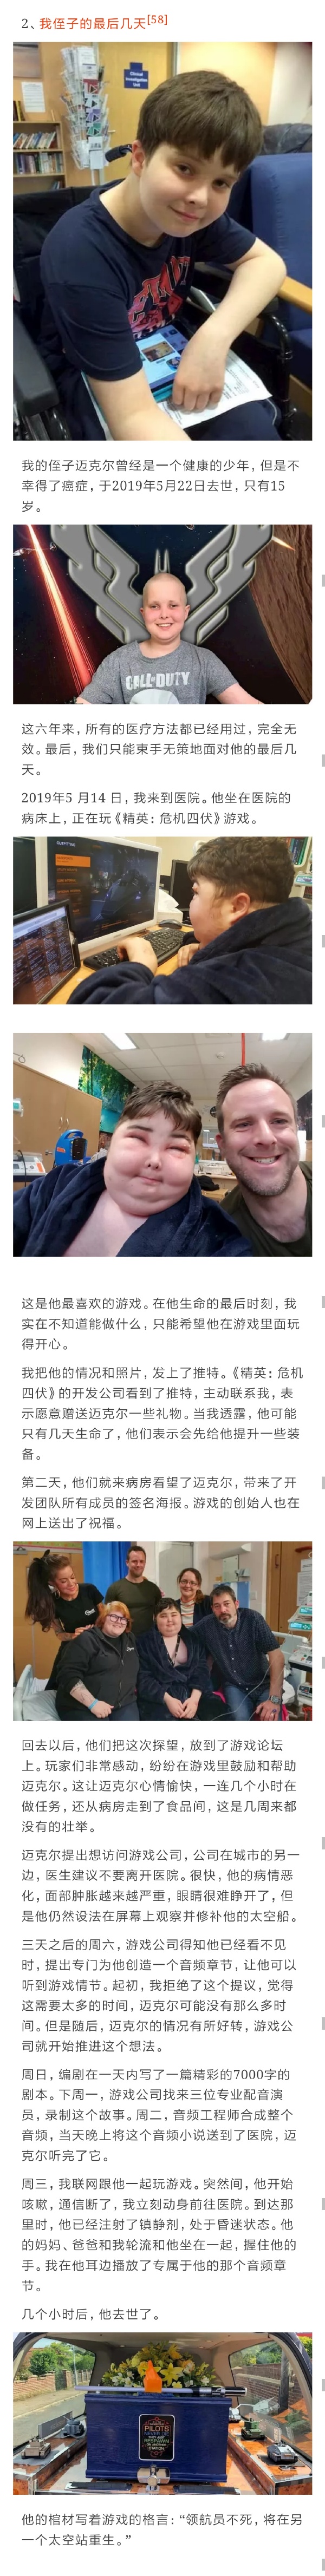 2、我侄子的最后几天[58]
Clinical
Investigation
Unit
我的侄子迈克尔曾经是一个健康的少年，但是不
幸得了癌症，于2019年5月22日去世，只有15
岁。
CALL·DUTY
这六年来，所有的医疗方法都已经用过，完全无
效。最后，我们只能束手无策地面对他的最后几
天。
2019年5 月14 日，我来到医院。他坐在医院的
病床上，正在玩《精英：危机四伏》游戏。
这是他最喜欢的游戏。在他生命的最后时刻，我
实在不知道能做什么，只能希望他在游戏里面玩
得开心。
我把他的情况和照片，发上了推特。《精英：危机
四伏》的开发公司看到了推特，主动联系我，表
示愿意赠送迈克尔一些礼物。当我透露，他可能
只有几天生命了，他们表示会先给他提升一些装
备。
第二天，他们就来病房看望了迈克尔，带来了开
发团队所有成员的签名海报。游戏的创始人也在
网上送出了祝福。
回去以后，他们把这次探望，放到了游戏论坛
上。玩家们非常感动，纷纷在游戏里鼓励和帮助
迈克尔。这让迈克尔心情愉快，一连几个小时在
做任务，还从病房走到了食品间，这是几周来都
没有的壮举。
迈克尔提出想访问游戏公司，公司在城市的另一
边，医生建议不要离开医院。很快，他的病情恶
化，面部肿胀越来越严重，眼睛很难睁开了，但
是他仍然设法在屏幕上观察并修补他的太空船。
三天之后的周六，游戏公司得知他已经看不见
时，提出专门为他创造一个音频章节，让他可以
听到游戏情节。起初，我拒绝了这个提议，觉得
这需要太多的时间，迈克尔可能没有那么多时
间。但是随后，迈克尔的情况有所好转，游戏公
司就开始推进这个想法。
周日，编剧在一天内写了一篇精彩的7000字的
剧本。下周一，游戏公司找来三位专业配音演
员，录制这个故事。周二，音频工程师合成整个
音频，当天晚上将这个音频小说送到了医院，迈
克尔听完了它。
周三，我联网跟他一起玩游戏。突然间，他开始
咳嗽，通信断了，我立刻动身前往医院。到达那
里时，他已经注射了镇静剂，处于昏迷状态。他
的妈妈、爸爸和我轮流和他坐在一起，握住他的
手。我在他耳边播放了专属于他的那个音频章
节。
几个小时后，他去世了。
PILOTS
NEVER DIE
THEY JUST
RESPAWN
STATION
他的棺材写着游戏的格言：“领航员不死，将在另
一个太空站重生。”